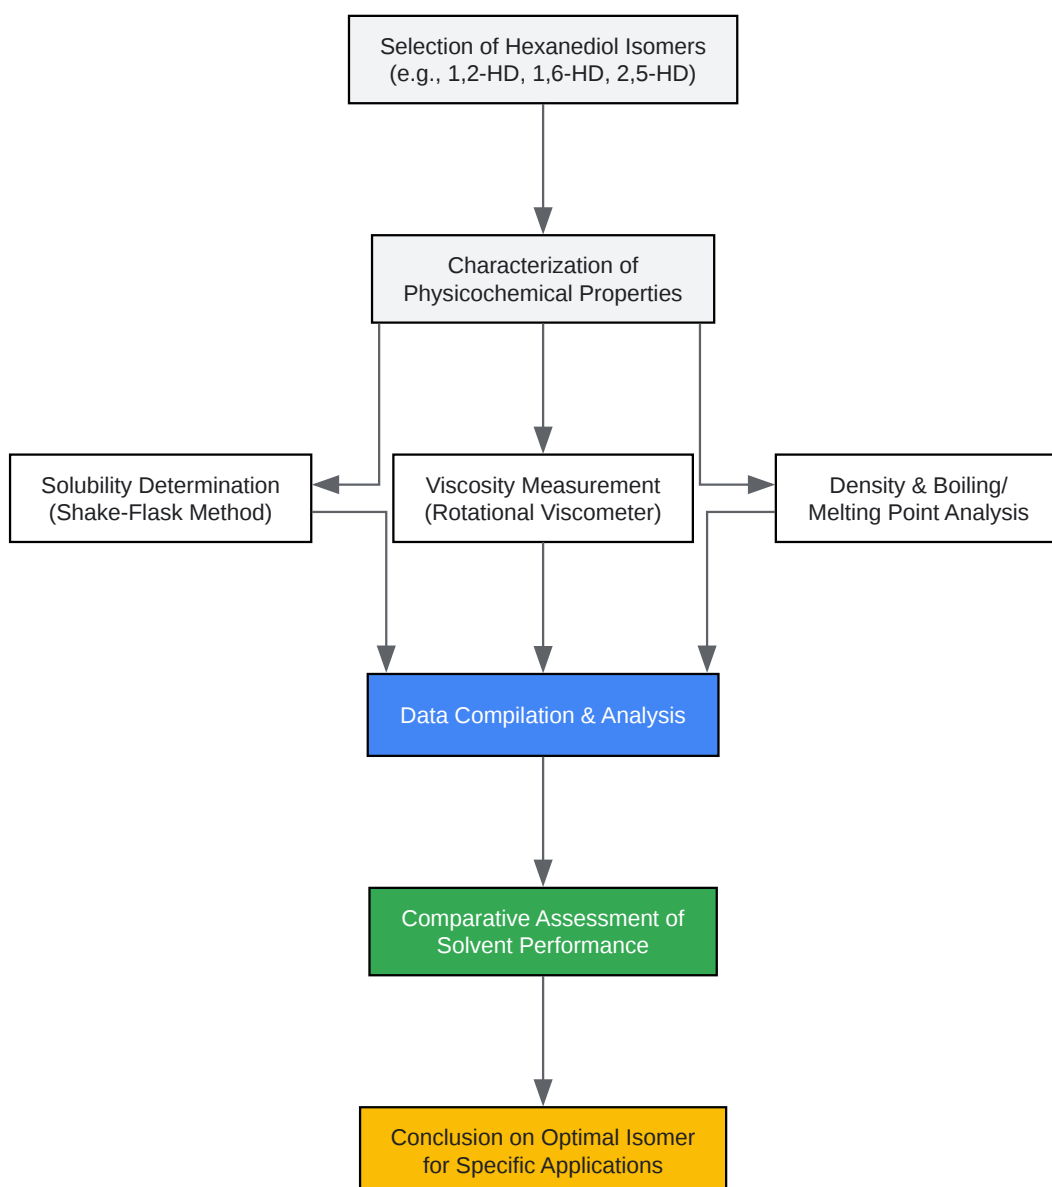 Selection of Hexanediol Isomers
(e.g., 1,2-HD, 1,6-HD, 2,5-HD)
Characterization of
Physicochemical Properties
Solubility Determination
(Shake-Flask Method)
Viscosity Measurement
(Rotational Viscometer)
Density & Boiling/
Melting Point Analysis
Data Compilation & Analysis
Comparative Assessment of
Solvent Performance
Conclusion on Optimal Isomer
for Specific Applications